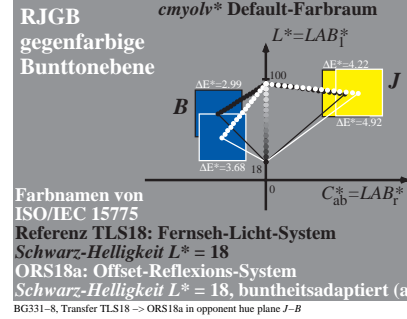 RJGB
gegenfarbige
Bunttonebene
cmyolv* Default-Farbraum
L*=LAB*l
100
ΔE*=2.99
ΔE*=4.22
B
J
ΔE*=3.68
ΔE*=4.92
18
0
C*ab=LAB*r
Farbnamen von
ISO/IEC 15775
Referenz TLS18: Fernseh-Licht-System
Schwarz-Helligkeit L* = 18
ORS18a: Offset-Reflexions-System
Schwarz-Helligkeit L* = 18, buntheitsadaptiert (a
BG331-8, Transfer TLS18 -> ORS18a in opponent hue plane J-B